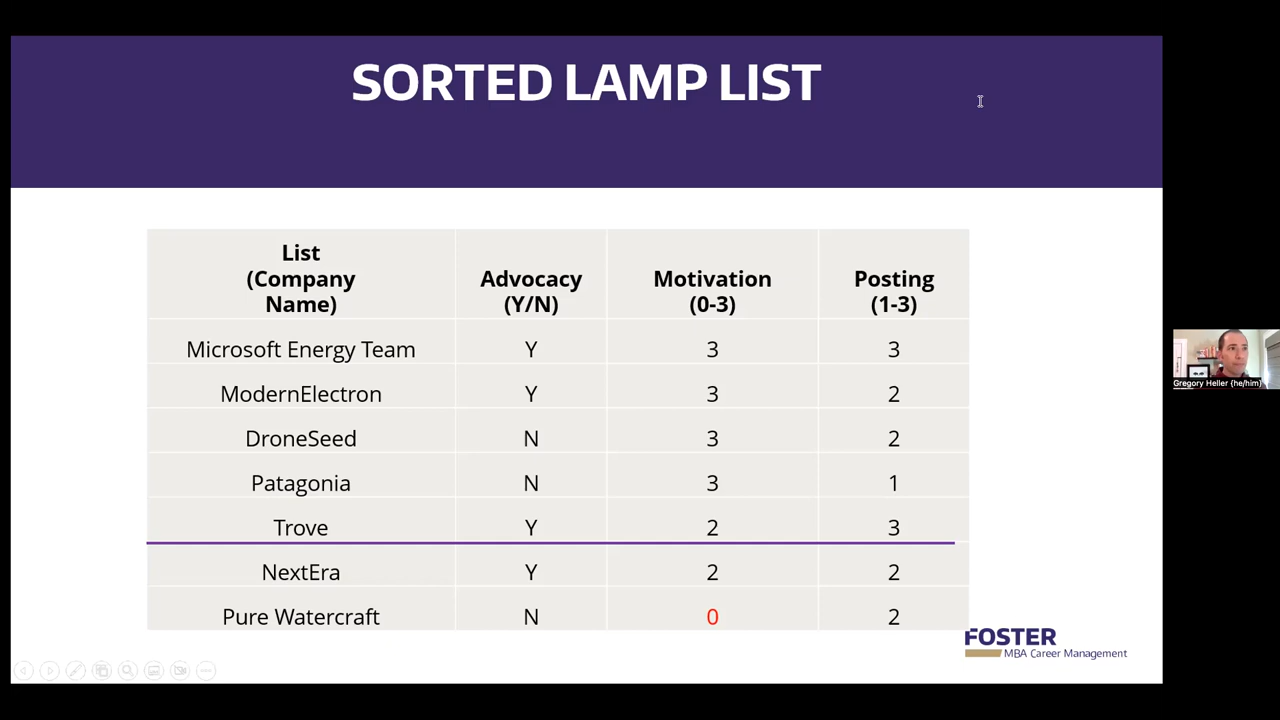 SORTED LAMP LIST
List
(Company
Name)
Advocacy
(Y/N)
Motivation
(0-3)
Posting
(1-3)
Microsoft Energy Team Y 3 3
ModernElectron Y 3 2
DroneSeed N 3 2
Patagonia N 3 1
Trove Y 2 3
NextEra Y 2 2
Pure Watercraft N 0 2
FOSTER
MBA Career Management
Gregory Heller (he/him)